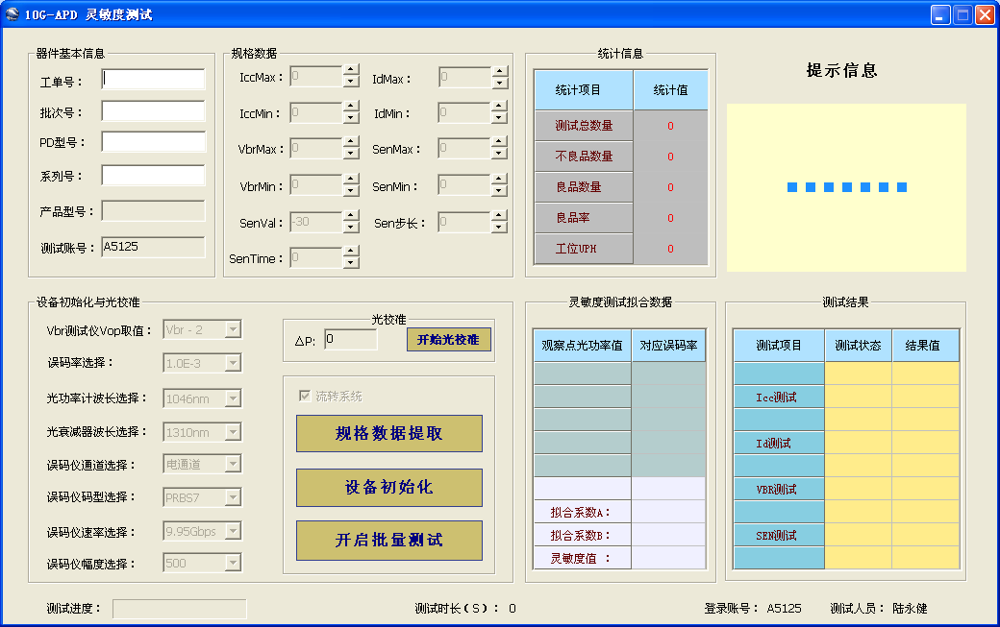 10G-APD 灵敏度测试
器件基本信息
工单号：
批次号：
PD型号：
系列号：
产品型号：
测试账号： A5125
规格数据
IccMax： 0 IdMax： 0
IccMin： 0 IdMin： 0
VbrMax： 0 SenMax： 0
VbrMin： 0 SenMin： 0
SenVal： -30 Sen步长： 0
SenTime： 0
统计信息
统计项目 统计值
测试总数量 0
不良品数量 0
良品数量 0
良品率 0
工位UPH 0
提示信息
设备初始化与光校准
Vbr测试仪Vop取值： Vbr - 2
误码率选择： 1.0E-3
光功率计波长选择： 1046nm
光衰减器波长选择： 1310nm
误码仪通道选择： 电通道
误码仪码型选择： PRBS7
误码仪速率选择： 9.95Gbps
误码仪幅度选择： 500
光校准
△P: 0 开始光校准
流转系统
规格数据提取
设备初始化
开启批量测试
灵敏度测试拟合数据
观察点光功率值 对应误码率
拟合系数A：
拟合系数B：
灵敏度值 ：
测试结果
测试项目 测试状态 结果值
Icc测试
Id测试
VBR测试
SEN测试
测试进度：
测试时长(S)： 0
登录账号： A5125
测试人员： 陆永健